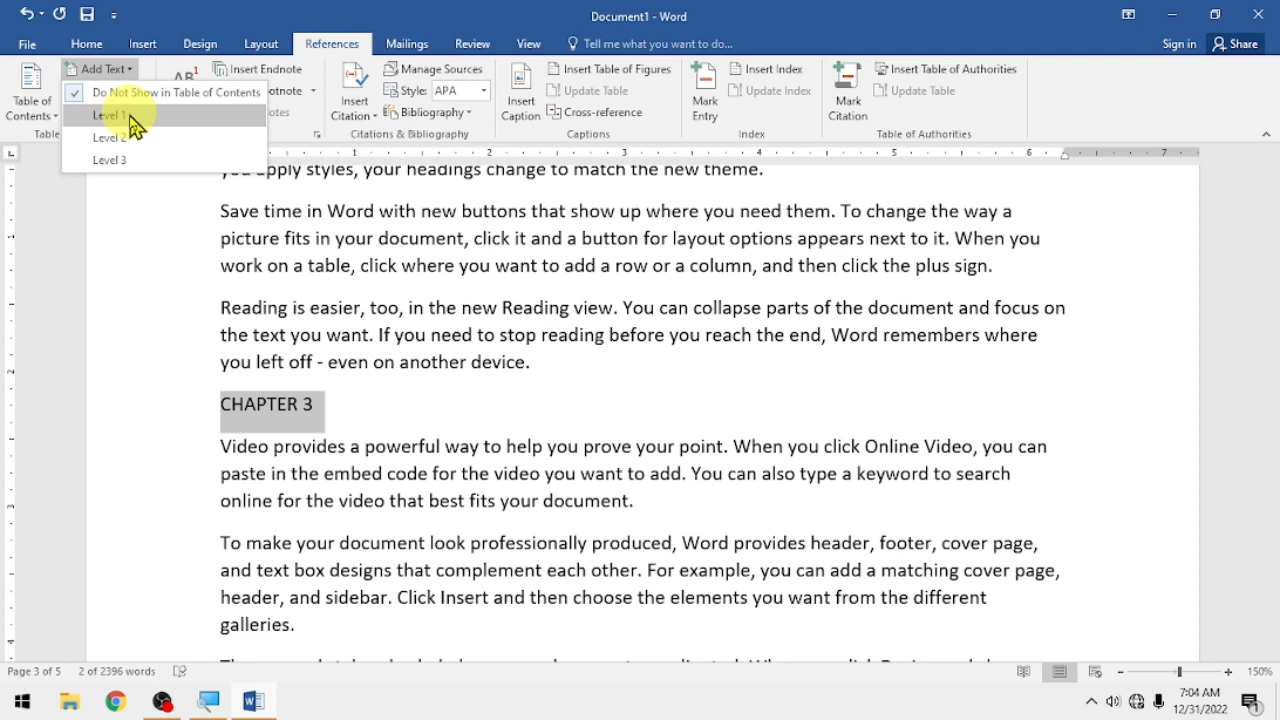 Document1 - Word
File Home Insert Design Layout References Mailings Review View Tell me what you want to do... Sign in Share
Add Text Insert Endnote Manage Sources Insert Table of Figures Insert Index Insert Table of Authorities
AB1
Do Not Show in Table of Contents otnote Style: APA Update Table Update Index Update Table
Table of Contents Level 1 otes Insert Citation Bibliography Insert Caption Cross-reference Mark Entry Mark Citation
Level 2
Table Citations & Bibliography Captions Index Table of Authorities
Level 3
1 2 3 4 5 6 7
you apply styles, your headings change to match the new theme.
Save time in Word with new buttons that show up where you need them. To change the way a
picture fits in your document, click it and a button for layout options appears next to it. When you
work on a table, click where you want to add a row or a column, and then click the plus sign.
Reading is easier, too, in the new Reading view. You can collapse parts of the document and focus on
the text you want. If you need to stop reading before you reach the end, Word remembers where
you left off - even on another device.
CHAPTER 3
Video provides a powerful way to help you prove your point. When you click Online Video, you can
paste in the embed code for the video you want to add. You can also type a keyword to search
online for the video that best fits your document.
To make your document look professionally produced, Word provides header, footer, cover page,
and text box designs that complement each other. For example, you can add a matching cover page,
header, and sidebar. Click Insert and then choose the elements you want from the different
galleries.
Page 3 of 5 2 of 2396 words 150%
7:04 AM
12/31/2022